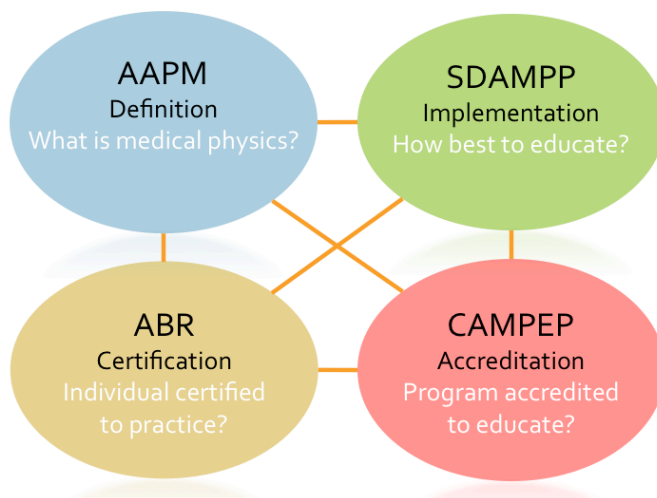 AAPM
Definition
What is medical physics?
SDAMPP
Implementation
How best to educate?
ABR
Certification
Individual certified
to practice?
CAMPEP
Accreditation
Program accredited
to educate?